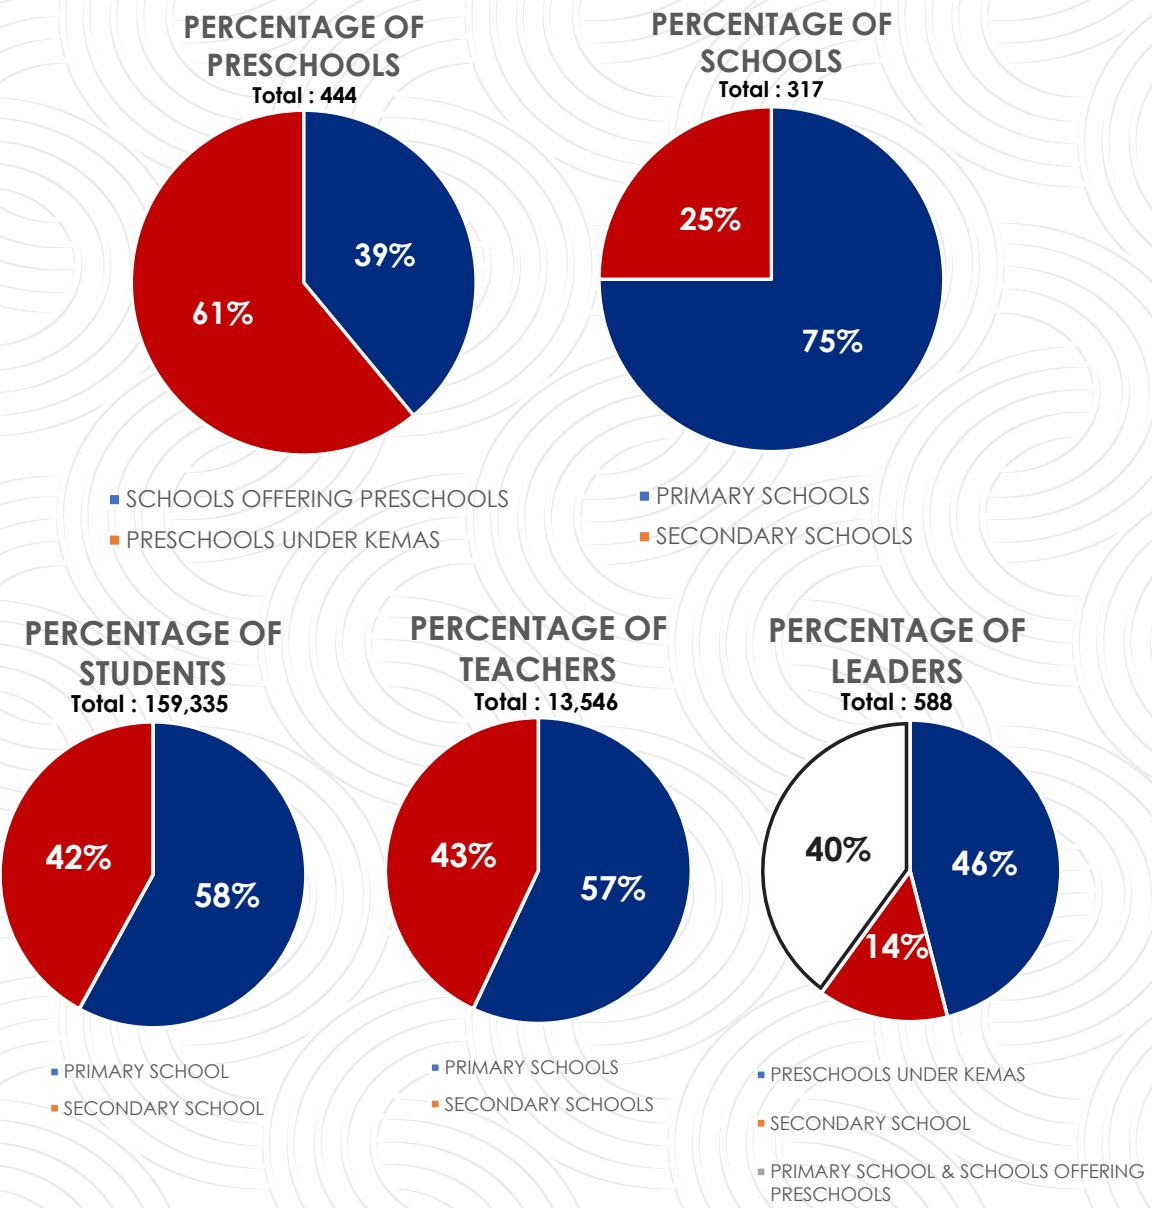 PERCENTAGE OF
PRESCHOOLS
Total : 444
39%
61%
SCHOOLS OFFERING PRESCHOOLS
PRESCHOOLS UNDER KEMAS
PERCENTAGE OF
SCHOOLS
Total : 317
25%
75%
PRIMARY SCHOOLS
SECONDARY SCHOOLS
PERCENTAGE OF
STUDENTS
Total : 159,335
42%
58%
PRIMARY SCHOOL
SECONDARY SCHOOL
PERCENTAGE OF
TEACHERS
Total : 13,546
43%
57%
PRIMARY SCHOOLS
SECONDARY SCHOOLS
PERCENTAGE OF
LEADERS
Total : 588
40%
46%
14%
PRESCHOOLS UNDER KEMAS
SECONDARY SCHOOL
PRIMARY SCHOOL & SCHOOLS OFFERING
PRESCHOOLS